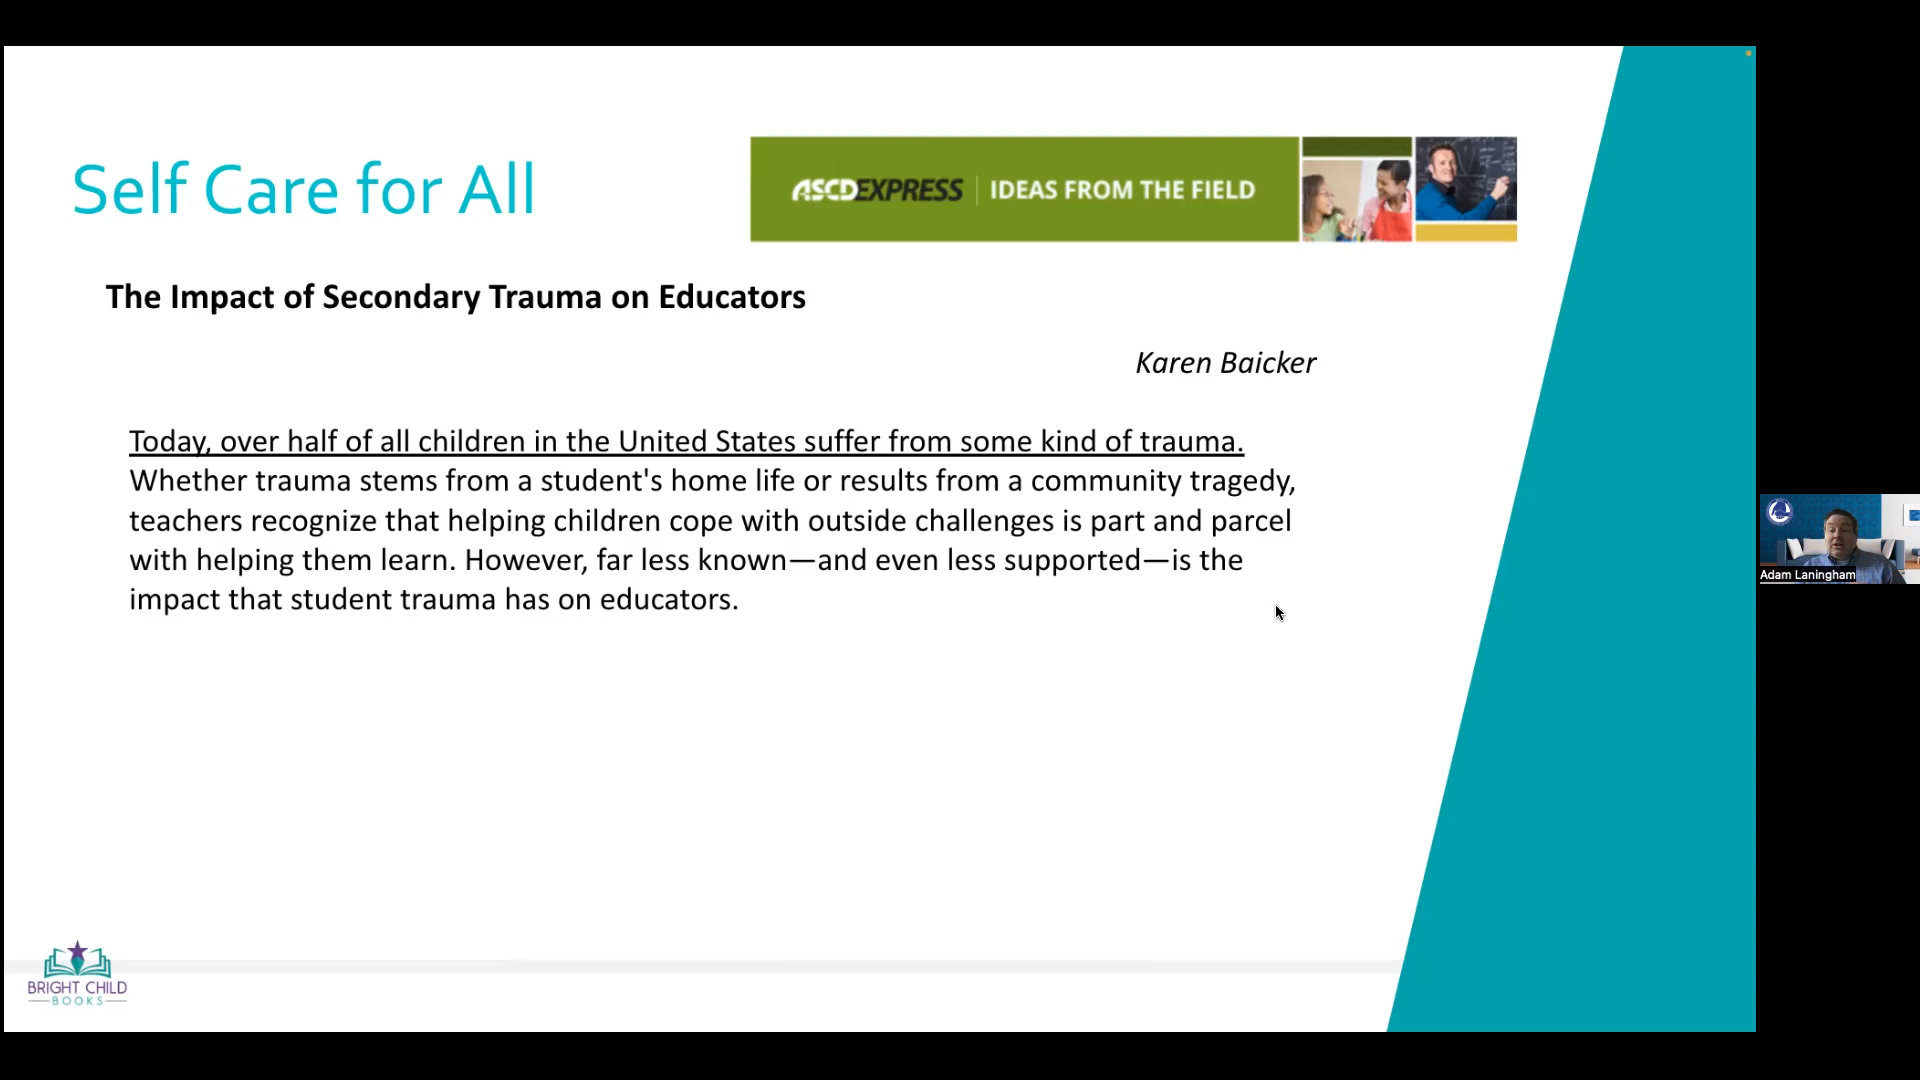 Self Care for All
ASCDEXPRESS | IDEAS FROM THE FIELD
The Impact of Secondary Trauma on Educators
Karen Baicker
Today, over half of all children in the United States suffer from some kind of trauma.
Whether trauma stems from a student's home life or results from a community tragedy,
teachers recognize that helping children cope with outside challenges is part and parcel
with helping them learn. However, far less known—and even less supported—is the
impact that student trauma has on educators.
Adam Laningham
BRIGHT CHILD
BOOKS